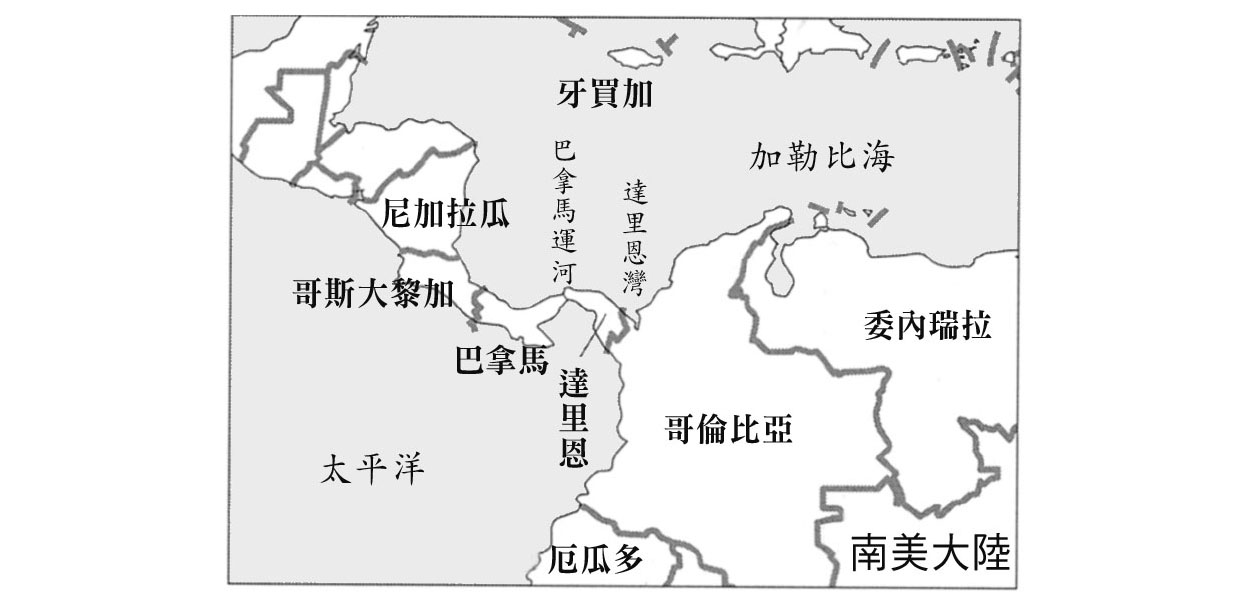 牙買加
加勒比海
巴拿馬運河
達里恩灣
尼加拉瓜
哥斯大黎加
委內瑞拉
巴拿馬
達里恩
哥倫比亞
太平洋
厄瓜多
南美大陸